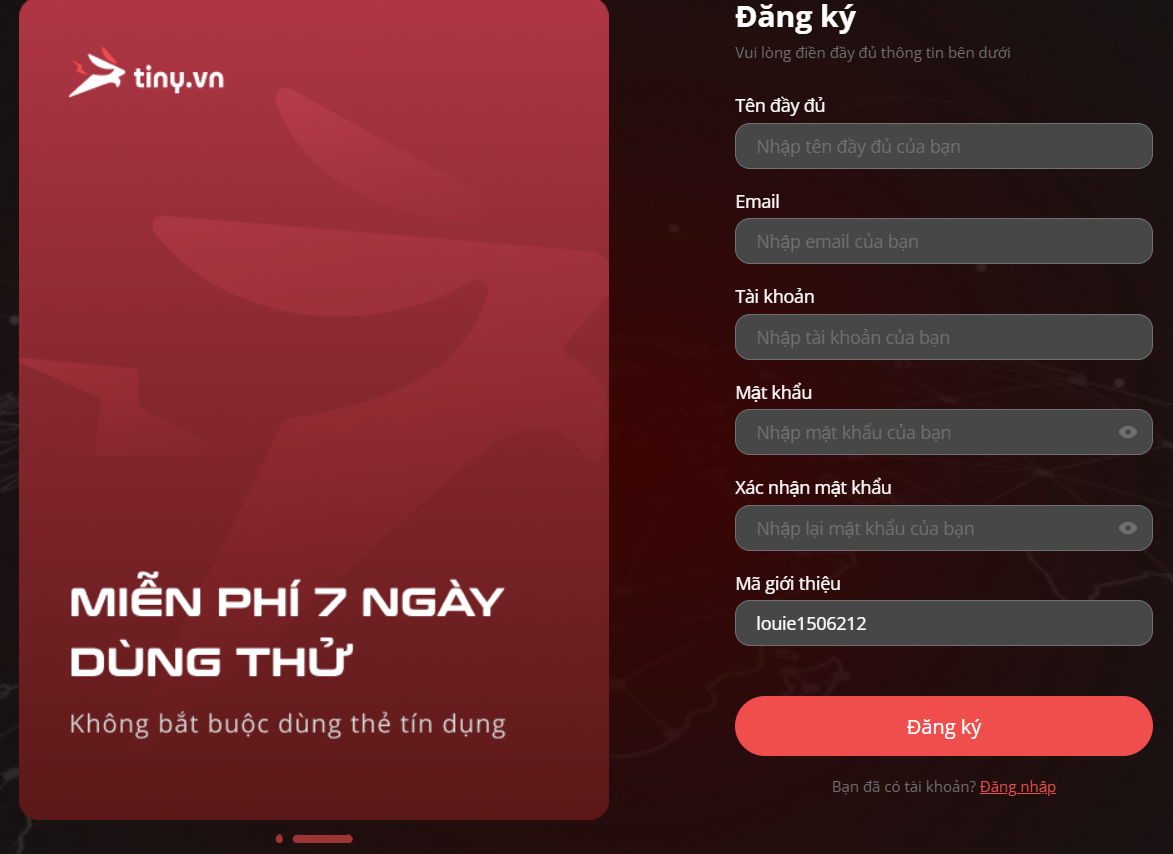 tiny.vn
MIỄN PHÍ 7 NGÀY
DÙNG THỬ
Không bắt buộc dùng thẻ tín dụng
Đăng ký
Vui lòng điền đầy đủ thông tin bên dưới
Tên đầy đủ
Nhập tên đầy đủ của bạn
Email
Nhập email của bạn
Tài khoản
Nhập tài khoản của bạn
Mật khẩu
Nhập mật khẩu của bạn
Xác nhận mật khẩu
Nhập lại mật khẩu của bạn
Mã giới thiệu
louie1506212
Đăng ký
Bạn đã có tài khoản? Đăng nhập